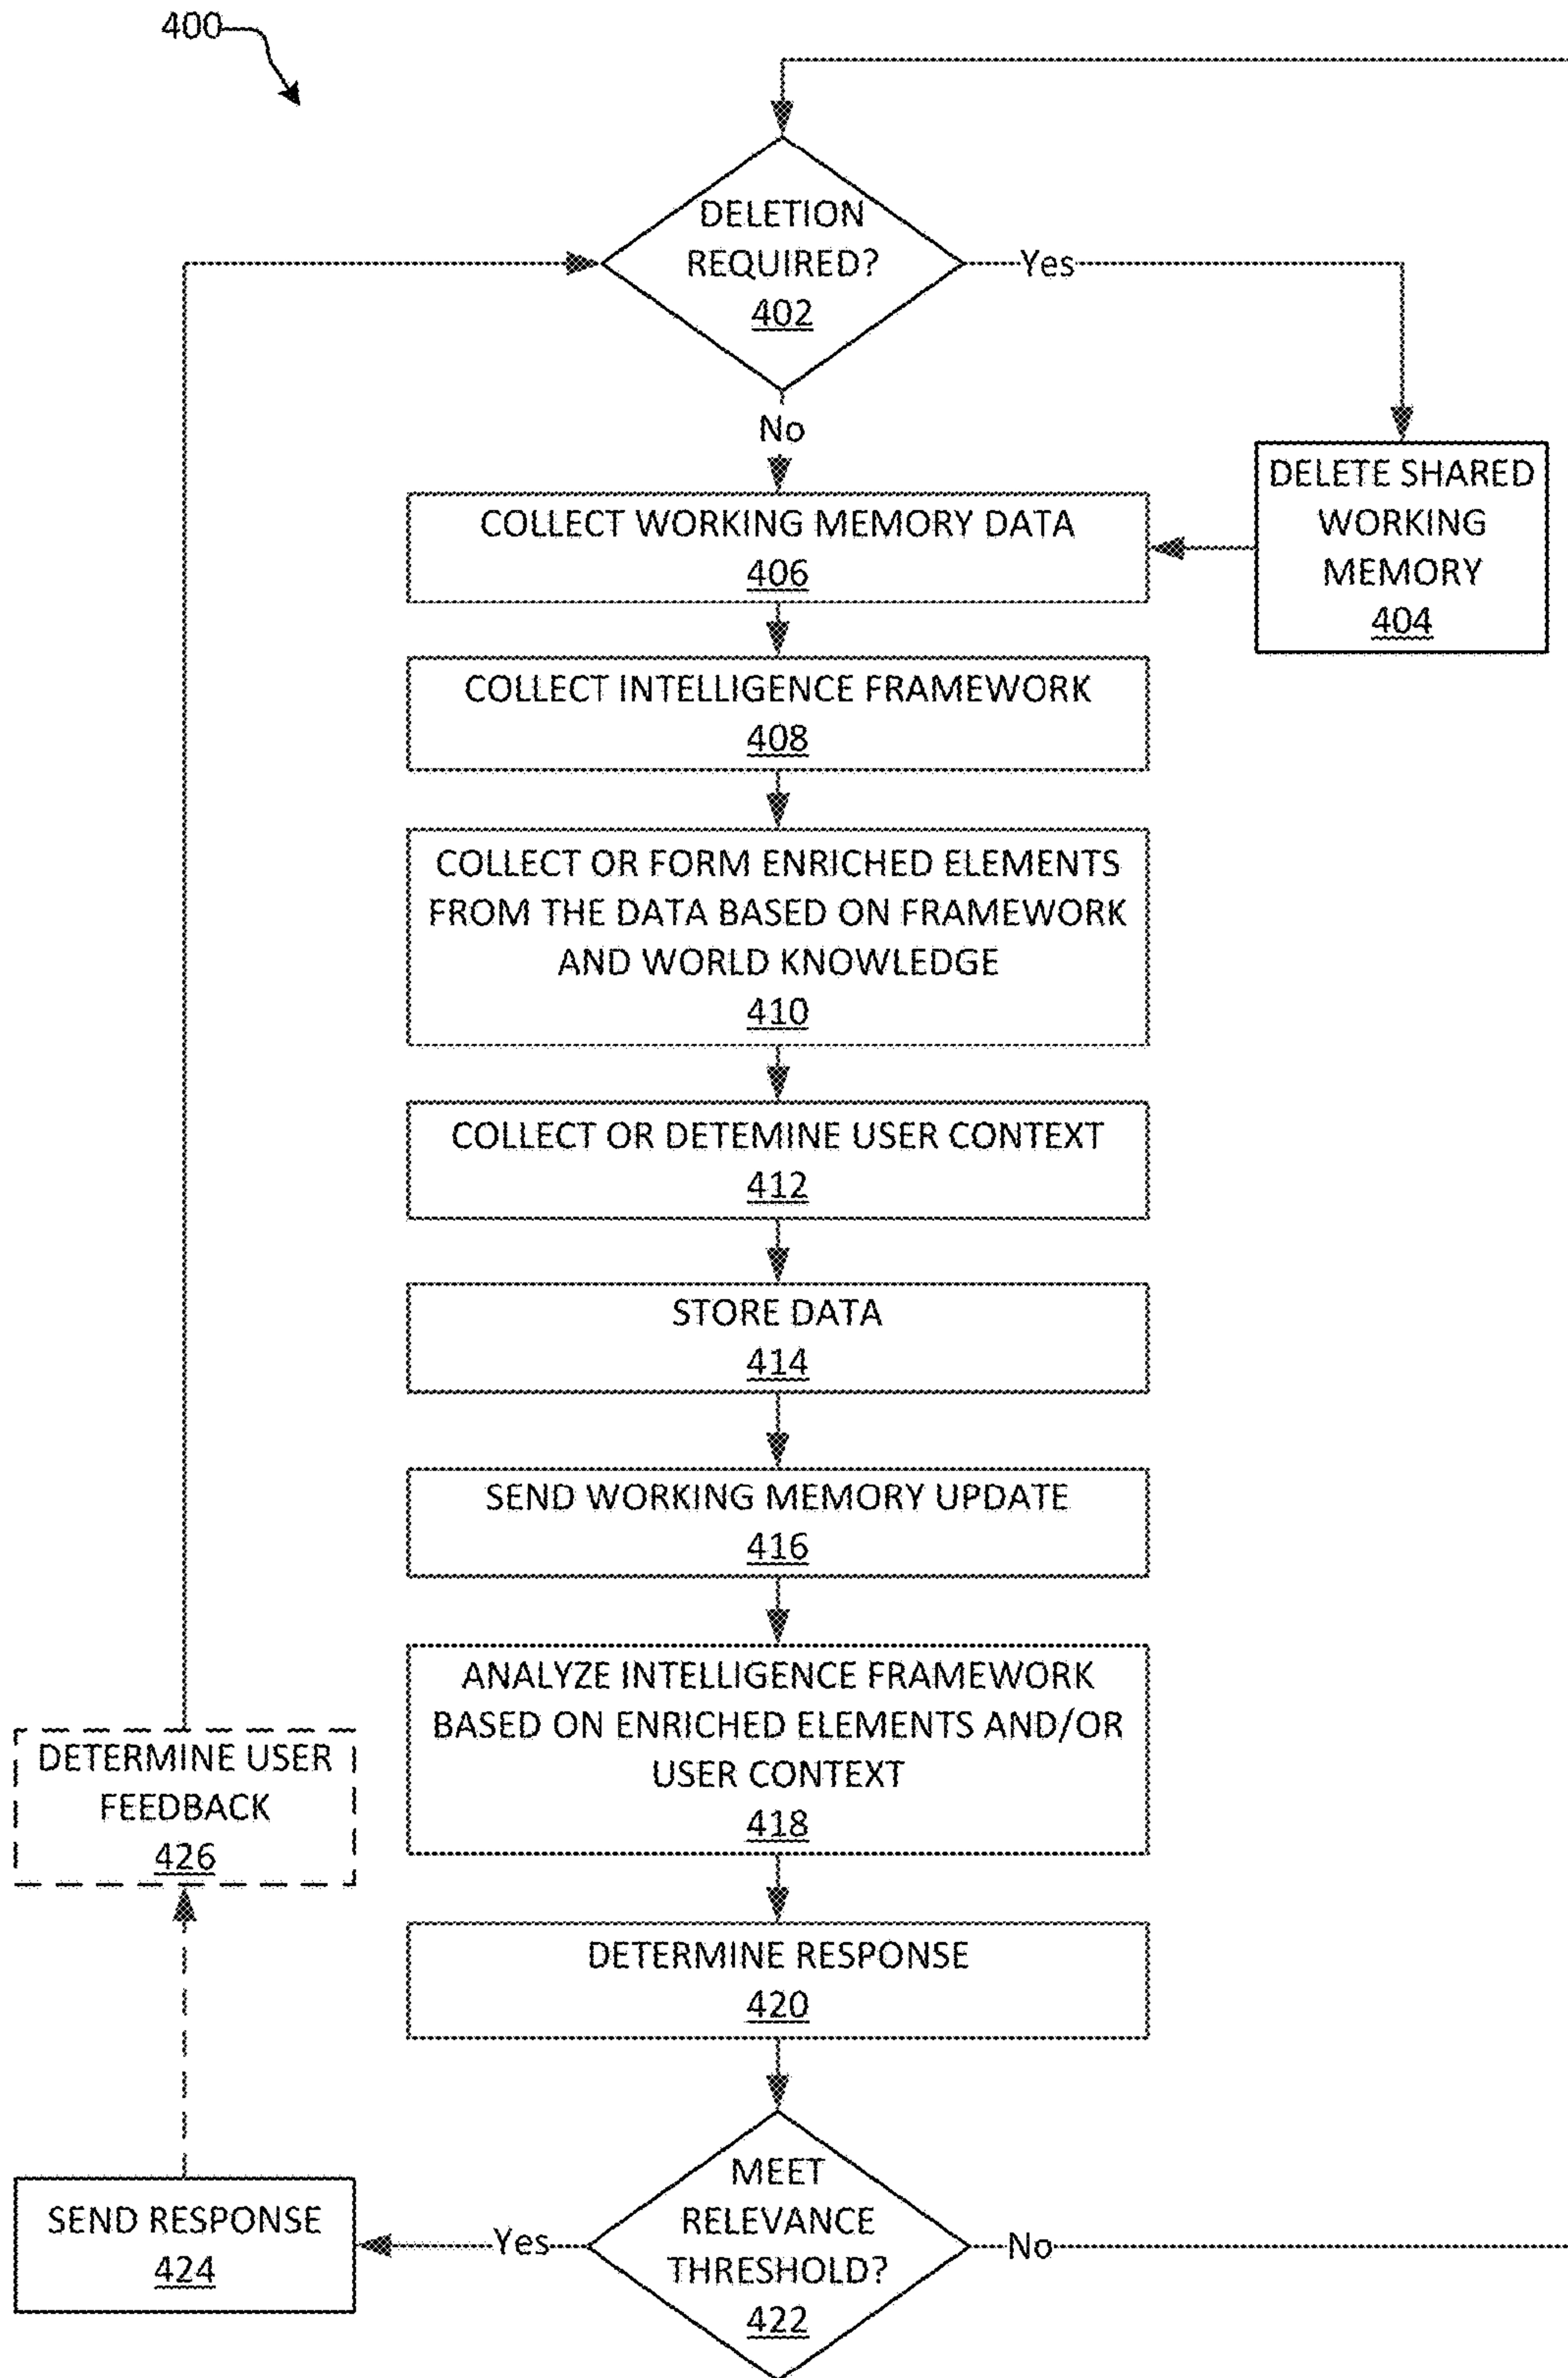 400
DELETION
REQUIRED?
402
Yes
No
DELETE SHARED
WORKING
MEMORY
404
COLLECT WORKING MEMORY DATA
406
COLLECT INTELLIGENCE FRAMEWORK
408
COLLECT OR FORM ENRICHED ELEMENTS
FROM THE DATA BASED ON FRAMEWORK
AND WORLD KNOWLEDGE
410
COLLECT OR DETEMINE USER CONTEXT
412
STORE DATA
414
SEND WORKING MEMORY UPDATE
416
ANALYZE INTELLIGENCE FRAMEWORK
BASED ON ENRICHED ELEMENTS AND/OR
USER CONTEXT
418
DETERMINE USER
FEEDBACK
426
DETERMINE RESPONSE
420
MEET
RELEVANCE
THRESHOLD?
422
Yes
No
SEND RESPONSE
424